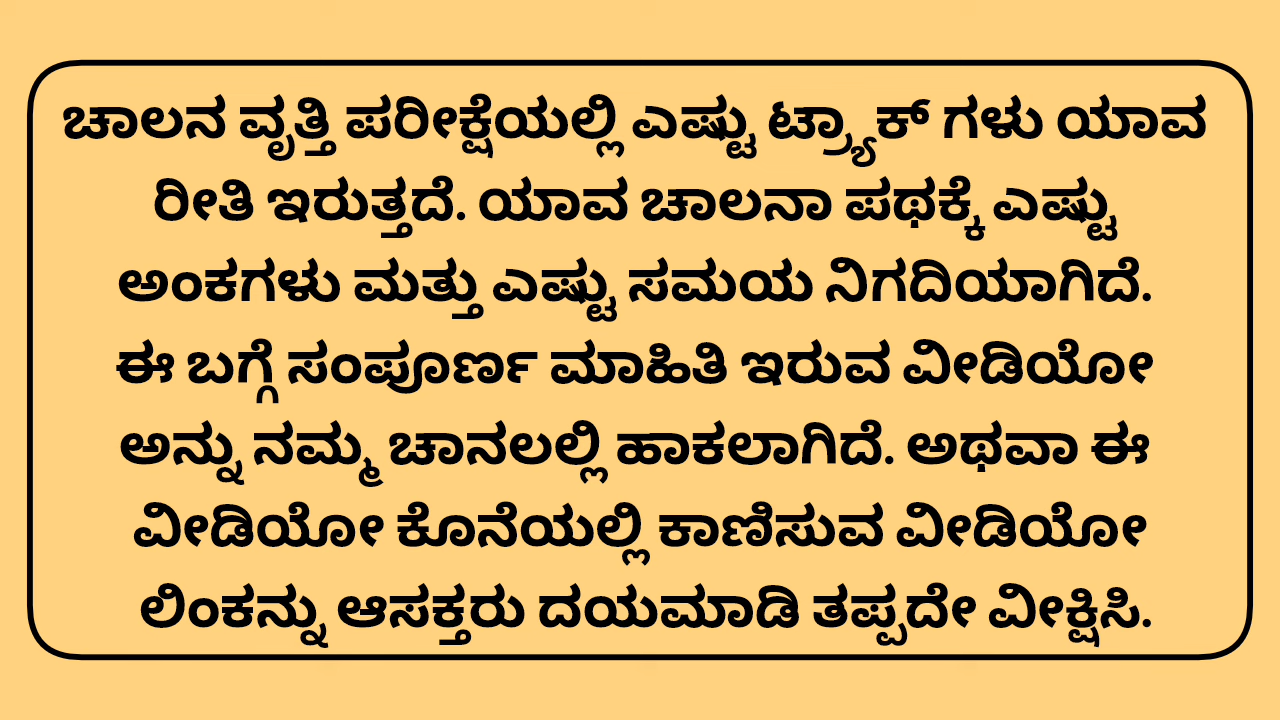 ಚಾಲನ ವೃತ್ತಿ ಪರೀಕ್ಷೆಯಲ್ಲಿ ಎಷ್ಟು ಟ್ರ್ಯಾಕ್ ಗಳು ಯಾವ
ರೀತಿ ಇರುತ್ತದೆ. ಯಾವ ಚಾಲನಾ ಪಥಕ್ಕೆ ಎಷ್ಟು
ಅಂಕಗಳು ಮತ್ತು ಎಷ್ಟು ಸಮಯ ನಿಗದಿಯಾಗಿದೆ.
ಈ ಬಗ್ಗೆ ಸಂಪೂರ್ಣ ಮಾಹಿತಿ ಇರುವ ವೀಡಿಯೋ
ಅನ್ನು ನಮ್ಮ ಚಾನಲಲ್ಲಿ ಹಾಕಲಾಗಿದೆ. ಅಥವಾ ಈ
ವೀಡಿಯೋ ಕೊನೆಯಲ್ಲಿ ಕಾಣಿಸುವ ವೀಡಿಯೋ
ಲಿಂಕನ್ನು ಆಸಕ್ತರು ದಯಮಾಡಿ ತಪ್ಪದೇ ವೀಕ್ಷಿಸಿ.